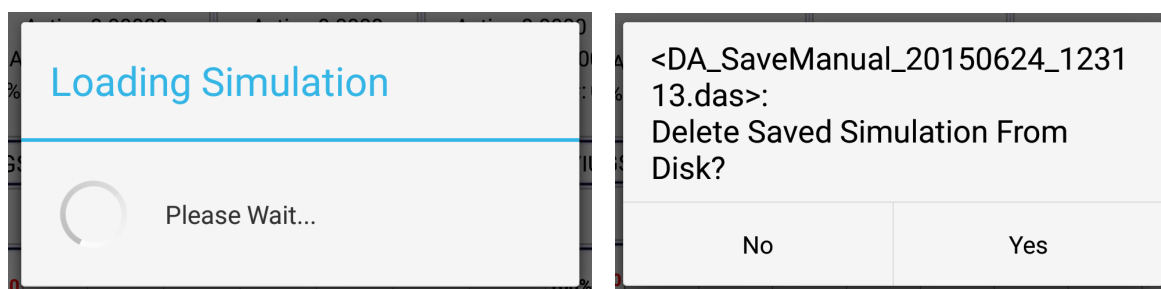 Loading Simulation
Please Wait...
<DA_SaveManual_20150624_1231
13.das>:
Delete Saved Simulation From
Disk?
No
Yes